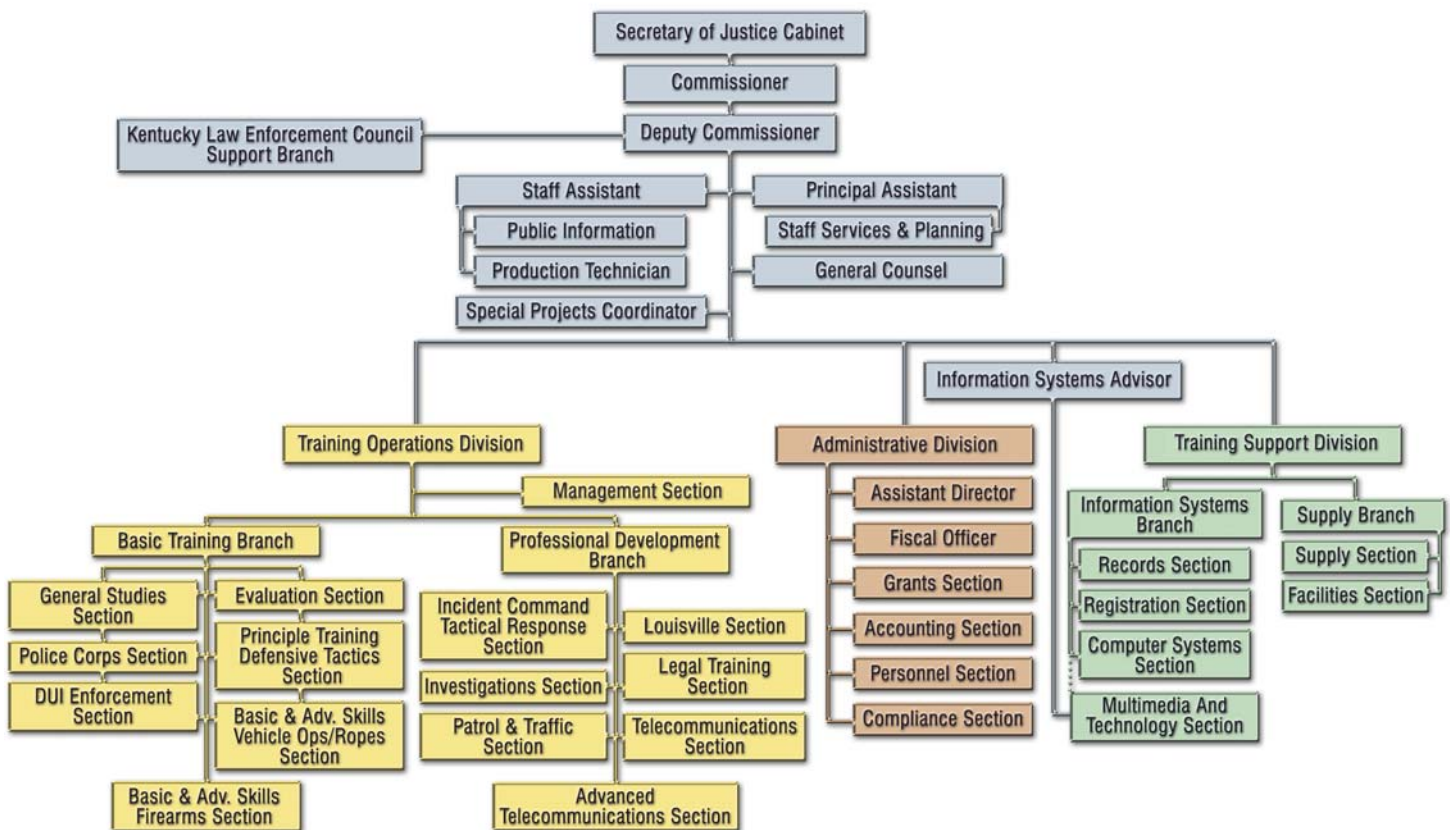 Secretary of Justice Cabinet
Commissioner
Deputy Commissioner
Kentucky Law Enforcement Council
Support Branch
Staff Assistant
Public Information
Production Technician
Special Projects Coordinator
Principal Assistant
Staff Services & Planning
General Counsel
Information Systems Advisor
Training Operations Division
Management Section
Basic Training Branch
General Studies
Section
Police Corps Section
DUI Enforcement
Section
Evaluation Section
Principle Training
Defensive Tactics
Section
Basic & Adv. Skills
Vehicle Ops/Ropes
Section
Basic & Adv. Skills
Firearms Section
Professional Development
Branch
Incident Command
Tactical Response
Section
Investigations Section
Patrol & Traffic
Section
Louisville Section
Legal Training
Section
Telecommunications
Section
Advanced
Telecommunications Section
Administrative Division
Assistant Director
Fiscal Officer
Grants Section
Accounting Section
Personnel Section
Compliance Section
Training Support Division
Information Systems
Branch
Records Section
Registration Section
Computer Systems
Section
Multimedia And
Technology Section
Supply Branch
Supply Section
Facilities Section